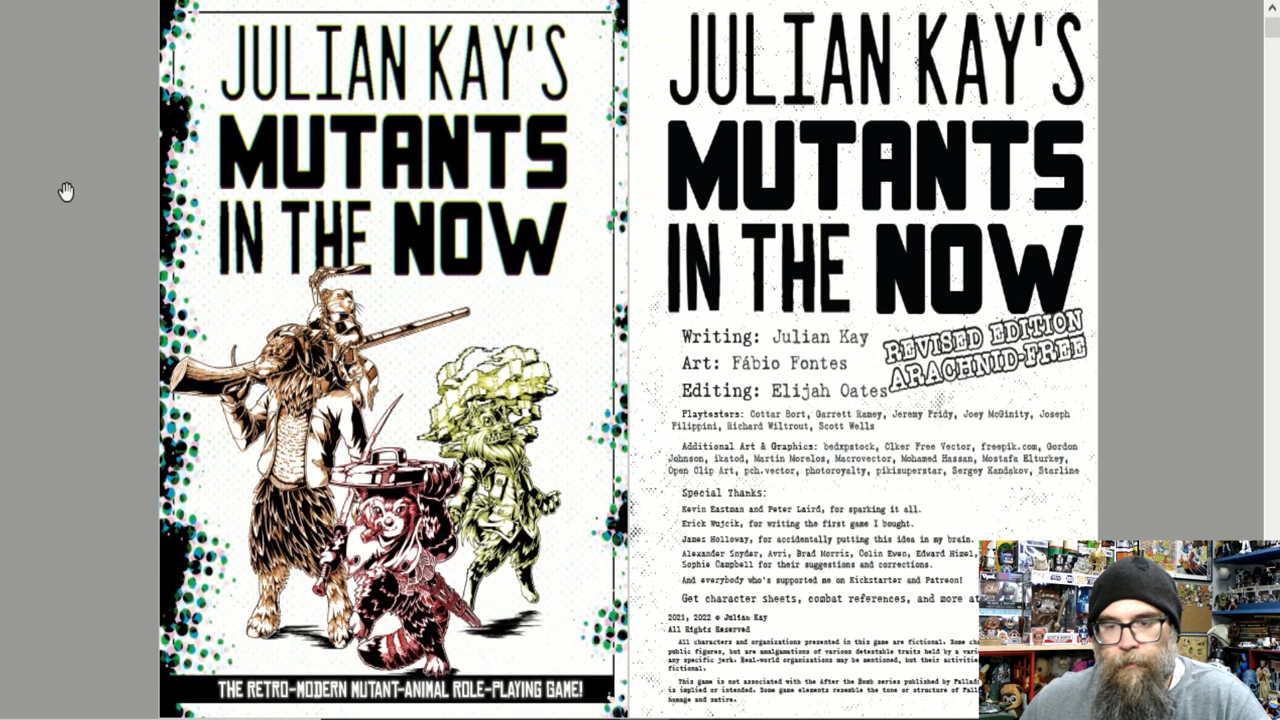 JULIAN KAY'S
MUTANTS
IN THE NOW
THE RETRO-MODERN MUTANT-ANIMAL ROLE-PLAYING GAME!
JULIAN KAY'S
MUTANTS
IN THE NOW
REVISED EDITION
ARACHNID-FREE
Writing: Julian Kay
Art: Fábio Fontes
Editing: Elijah Oates
Playtesters: Cottar Bort, Garrett Ramey, Jeremy Fridy, Joey McGinity, Joseph
Filippini, Richard Wiltrout, Scott Wells
Additional Art & Graphics: bedxpstock, Clker Free Vector, freepik.com, Gordon
Johnson, ikatod, Martin Morelos, Macrovector, Mohamed Hassan, Mostafa Elturkey,
Open Clip Art, pch.vector, photoroyalty, pikisuperstar, Sergey Kandakov, Starline
Special Thanks:
Kevin Eastman and Peter Laird, for sparking it all.
Erick Wujcik, for writing the first game I bought.
James Holloway, for accidentally putting this idea in my brain.
Alexander Snyder, Avri, Brad Morris, Colin Ewen, Edward Himel,
Sophie Campbell for their suggestions and corrections.
And everybody who's supported me on Kickstarter and Patreon!
Get character sheets, combat references, and more at
2021, 2022 © Julian Kay
All Rights Reserved
All characters and organizations presented in this game are fictional. Some
public figures, but are amalgamations of various detestable traits held by a
any specific jerk. Real-world organizations may be mentioned, but their
fictional.
This game is not associated with the After the Bomb series published by
is implied or intended. Some game elements resemble the tone or structure of
homage and satire.